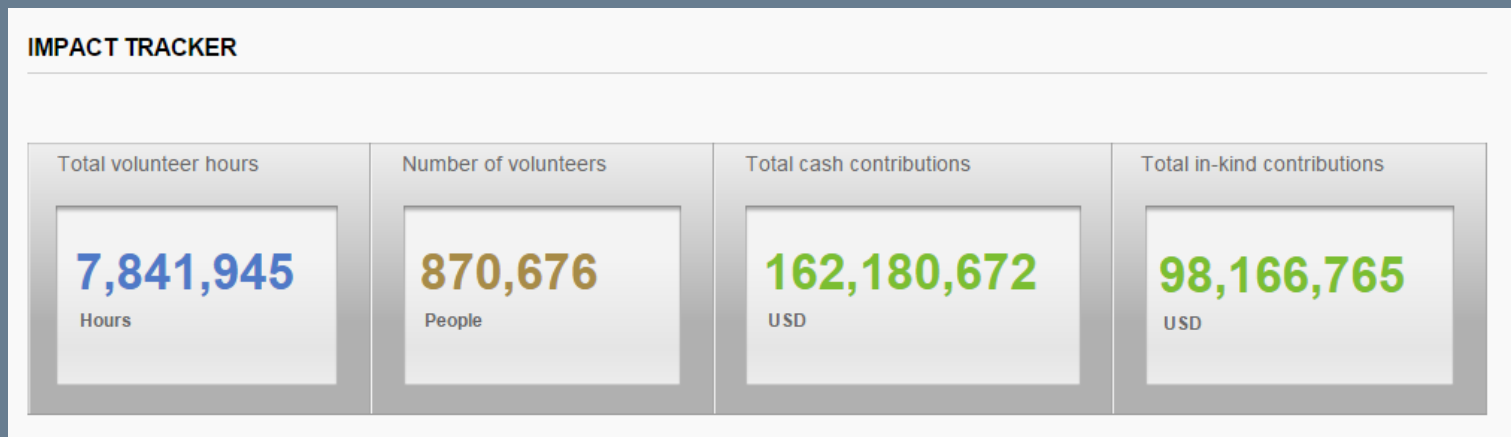 IMPACT TRACKER
Total volunteer hours
7,841,945
Hours
Number of volunteers
870,676
People
Total cash contributions
162,180,672
USD
Total in-kind contributions
98,166,765
USD